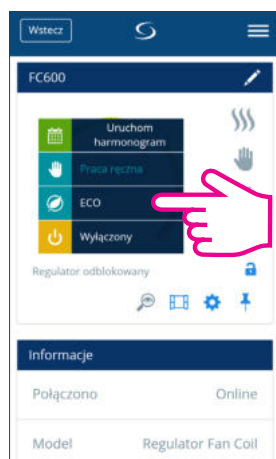 Wstecz
FC600
Uruchom
harmonogram
Praca ręczna
ECO
Wyłączony
Regulator odblokowany
Informacje
Połączono Online
Model Regulator Fan Coil